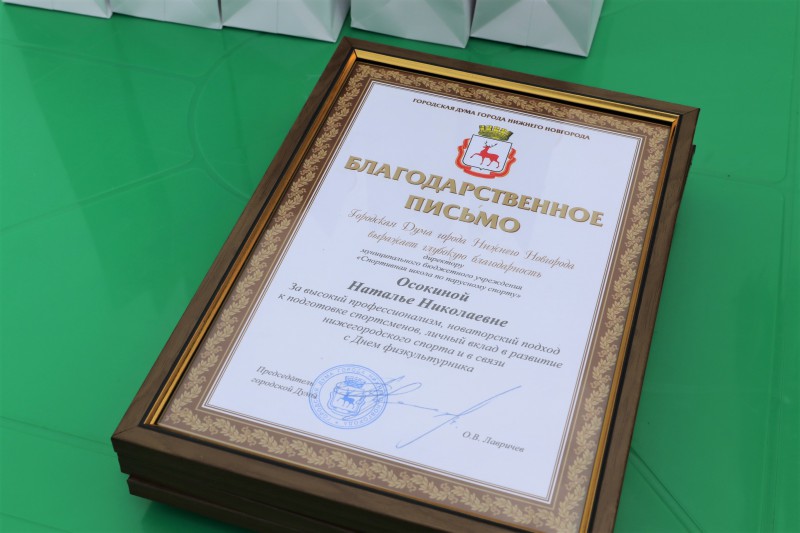 ГОРОДСКАЯ ДУМА ГОРОДА НИЖНЕГО НОВГОРОДА
БЛАГОДАРСТВЕННОЕ
ПИСЬМО
Городская Дума города Нижнего Новгорода
выражает глубокую благодарность
директору
муниципального бюджетного учреждения
«Спортивная школа по парусному спорту»
Осокиной
Наталье Николаевне
За высокий профессионализм, новаторский подход
к подготовке спортсменов, личный вклад в развитие
нижегородского спорта и в связи
с Днем физкультурника
Председатель
городской Думы
О.В. Лавричев